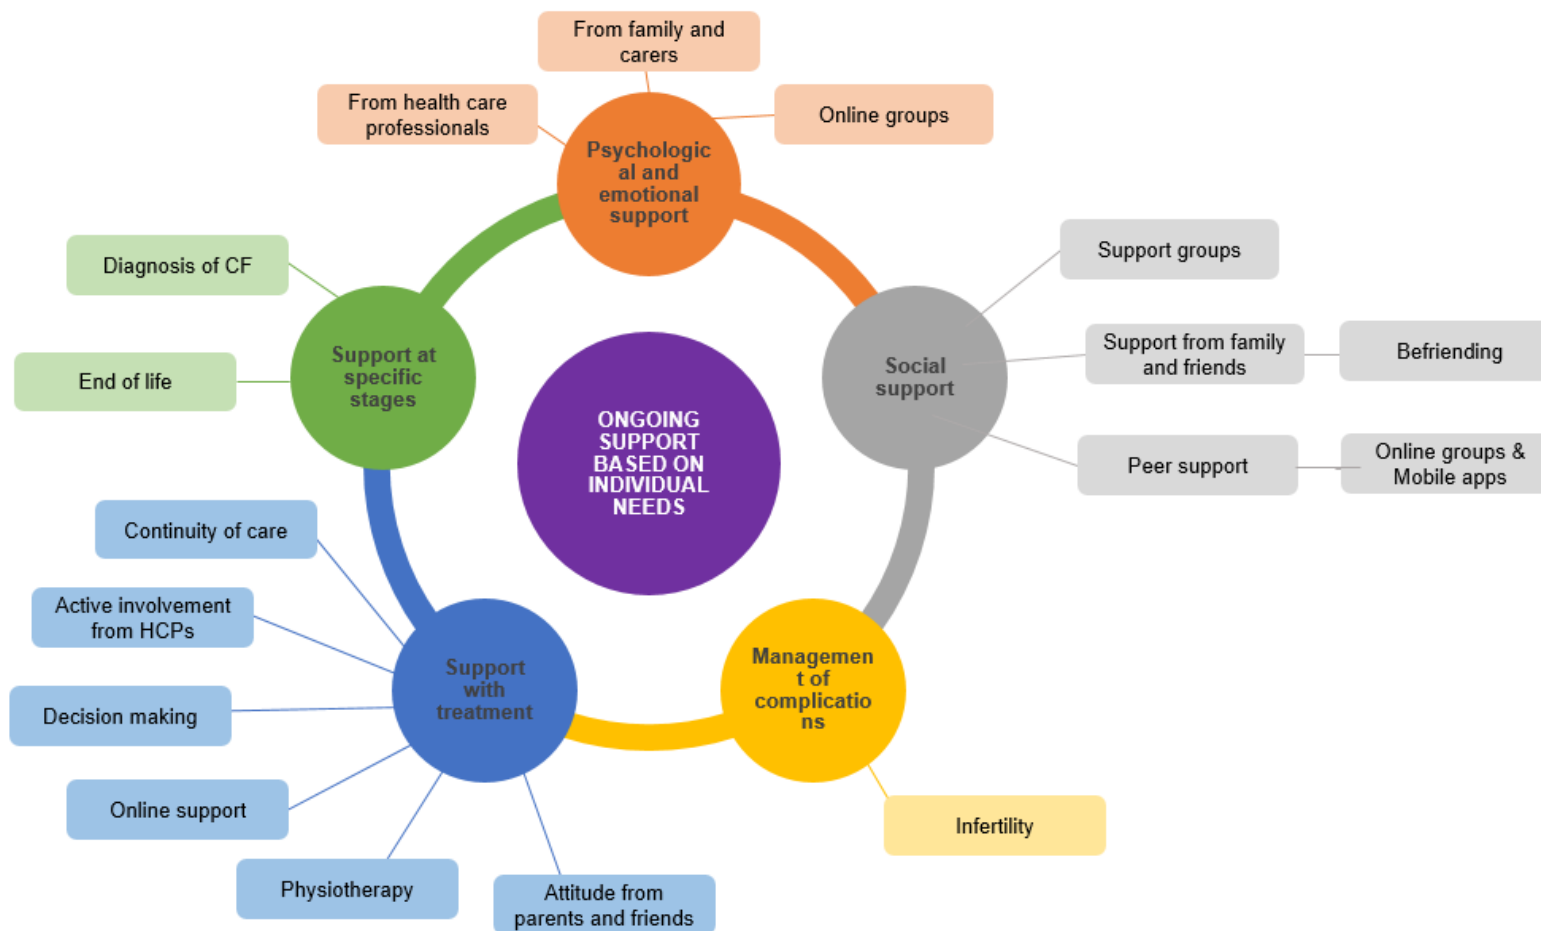 From family and
carers
From health care
professionals
Online groups
Psychologic
al and
emotional
support
Diagnosis of CF
End of life
Support at
specific
stages
Support groups
Support from family
and friends
Befriending
Social
support
Peer support
Online groups &
Mobile apps
ONGOING
SUPPORT
BASED ON
INDIVIDUAL
NEEDS
Continuity of care
Active involvement
from HCPs
Decision making
Online support
Physiotherapy
Attitude from
parents and friends
Support
with
treatment
Managemen
t of
complicatio
ns
Infertility